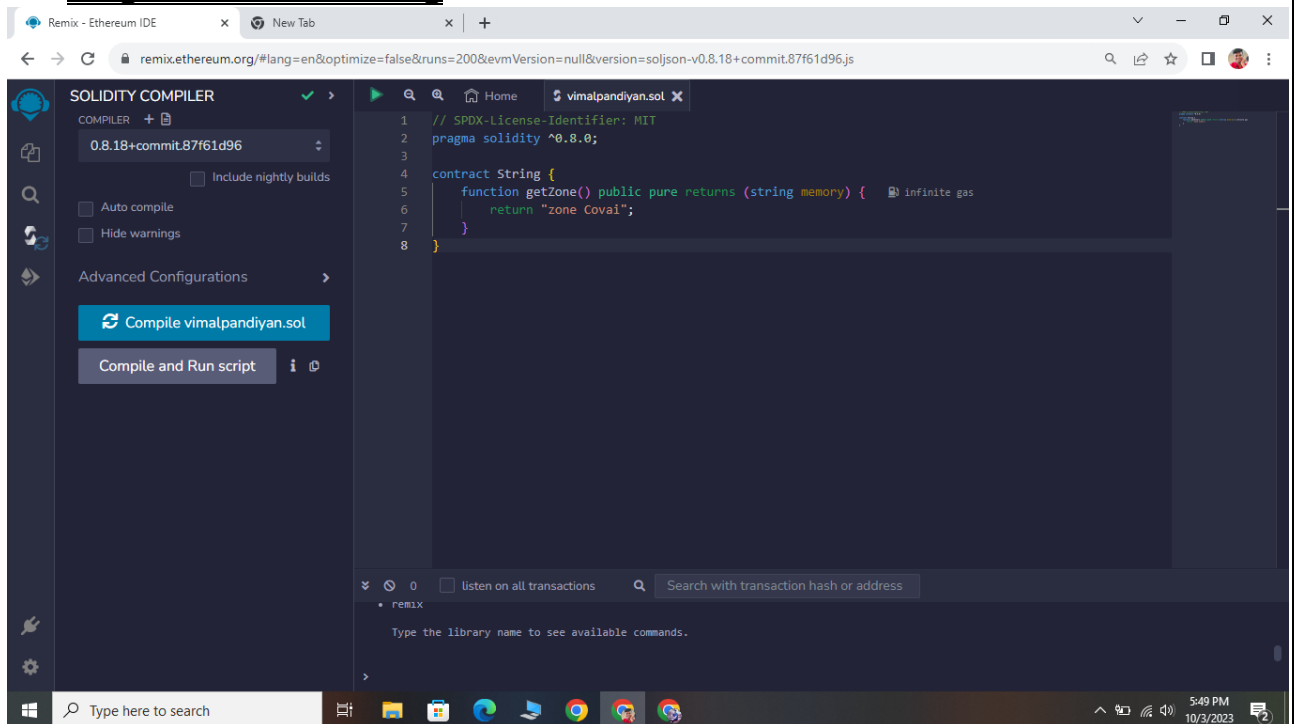 Remix - Ethereum IDE
New Tab
remix.ethereum.org/#lang=en&optimize=false&runs=200&evmVersion=null&version=soljson-v0.8.18+commit.87f61d96.js
SOLIDITY COMPILER
COMPILER
0.8.18+commit.87f61d96
Include nightly builds
Auto compile
Hide warnings
Advanced Configurations
Compile vimalpandiyan.sol
Compile and Run script
Home
vimalpandiyan.sol
1 // SPDX-License-Identifier: MIT
2 pragma solidity ^0.8.0;
3
4 contract String {
5 function getZone() public pure returns (string memory) { infinite gas
6 return "zone Covai";
7 }
8 }
0 listen on all transactions Search with transaction hash or address
• remix
Type the library name to see available commands.
>
Type here to search
5:49 PM
10/3/2023
2